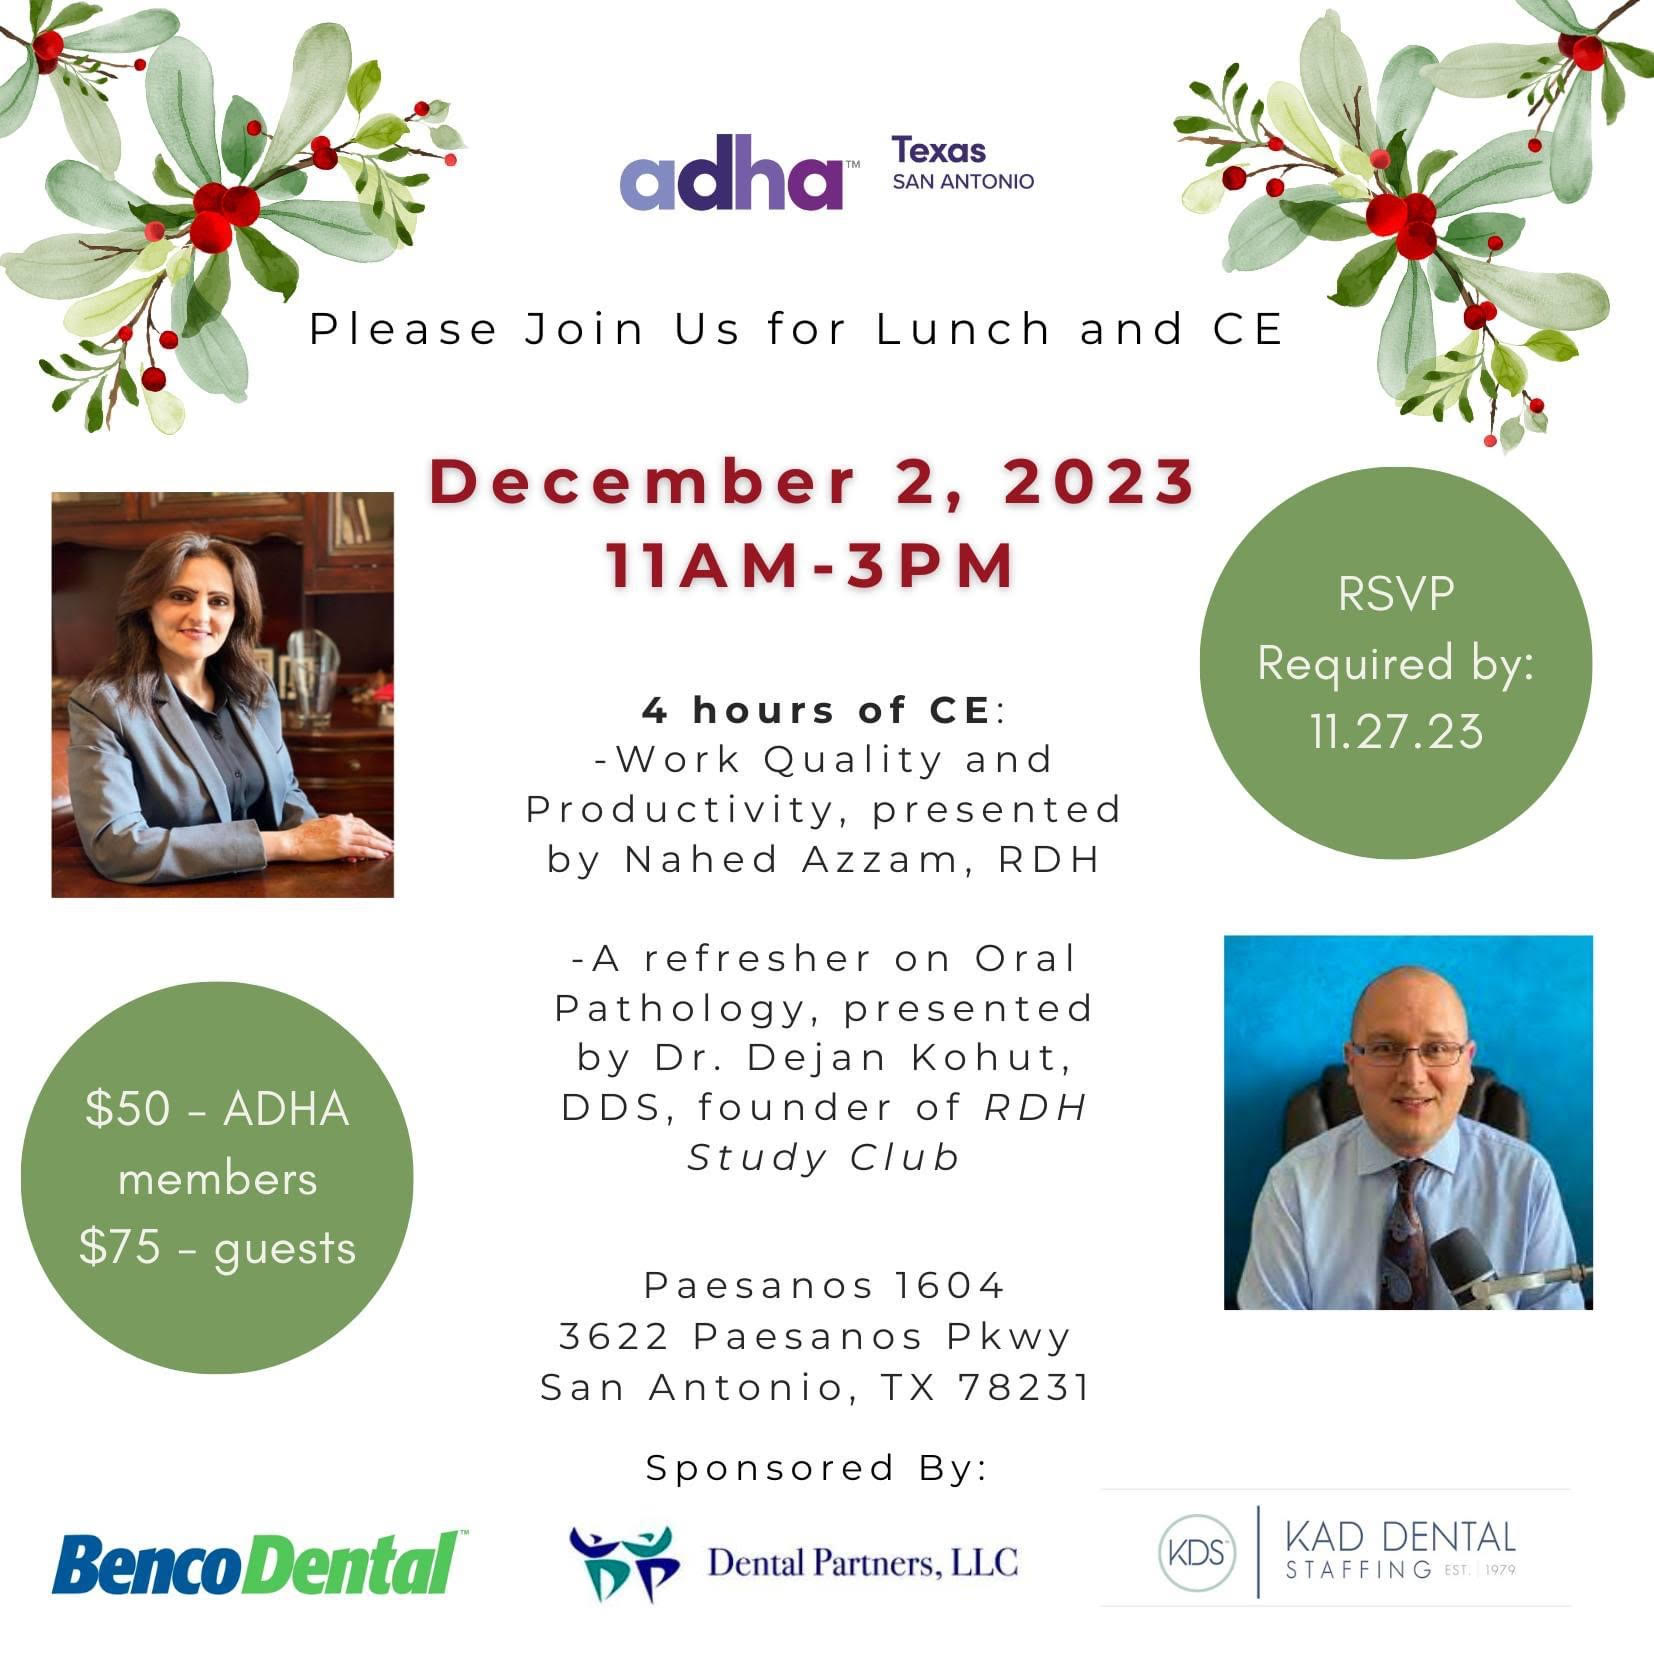 adha™ Texas
SAN ANTONIO
Please Join Us for Lunch and CE
December 2, 2023
11AM-3PM
RSVP
Required by:
11.27.23
4 hours of CE:
-Work Quality and
Productivity, presented
by Nahed Azzam, RDH
-A refresher on Oral
Pathology, presented
by Dr. Dejan Kohut,
DDS, founder of RDH
Study Club
$50 - ADHA
members
$75 - guests
Paesanos 1604
3622 Paesanos Pkwy
San Antonio, TX 78231
Sponsored By:
BencoDental™
DP Dental Partners, LLC
KDS
KAD DENTAL
STAFFING EST. 1979